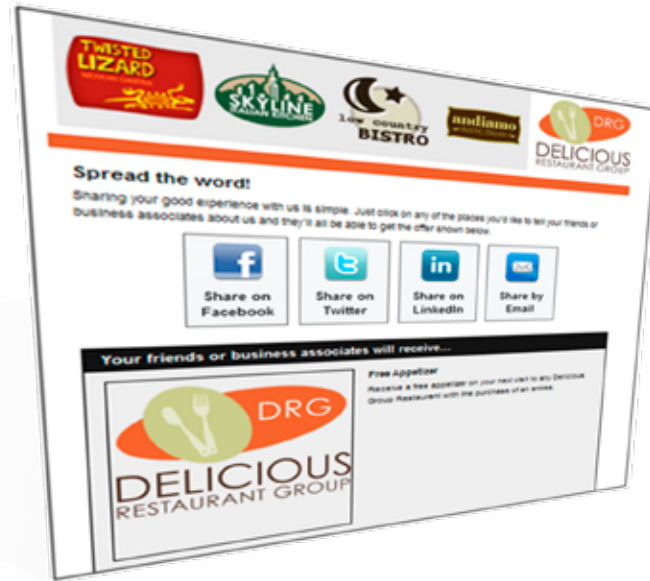 TWISTED
LIZARD
MEXICAN CANTINA
SKYLINE
ITALIAN KITCHEN
low country
BISTRO
andiamo
DRG
DELICIOUS
RESTAURANT GROUP
Spread the word!
Sharing your good experience with us is simple. Just click on any of the places you'd like to tell your friends or
business associates about us and they'll all be able to get the offer shown below.
Share on
Facebook
Share on
Twitter
Share on
LinkedIn
Share by
Email
Your friends or business associates will receive...
Free Appetizer
Receive a free appetizer on your next visit to any Delicious
Group Restaurant with the purchase of an entree.
DRG
DELICIOUS
RESTAURANT GROUP